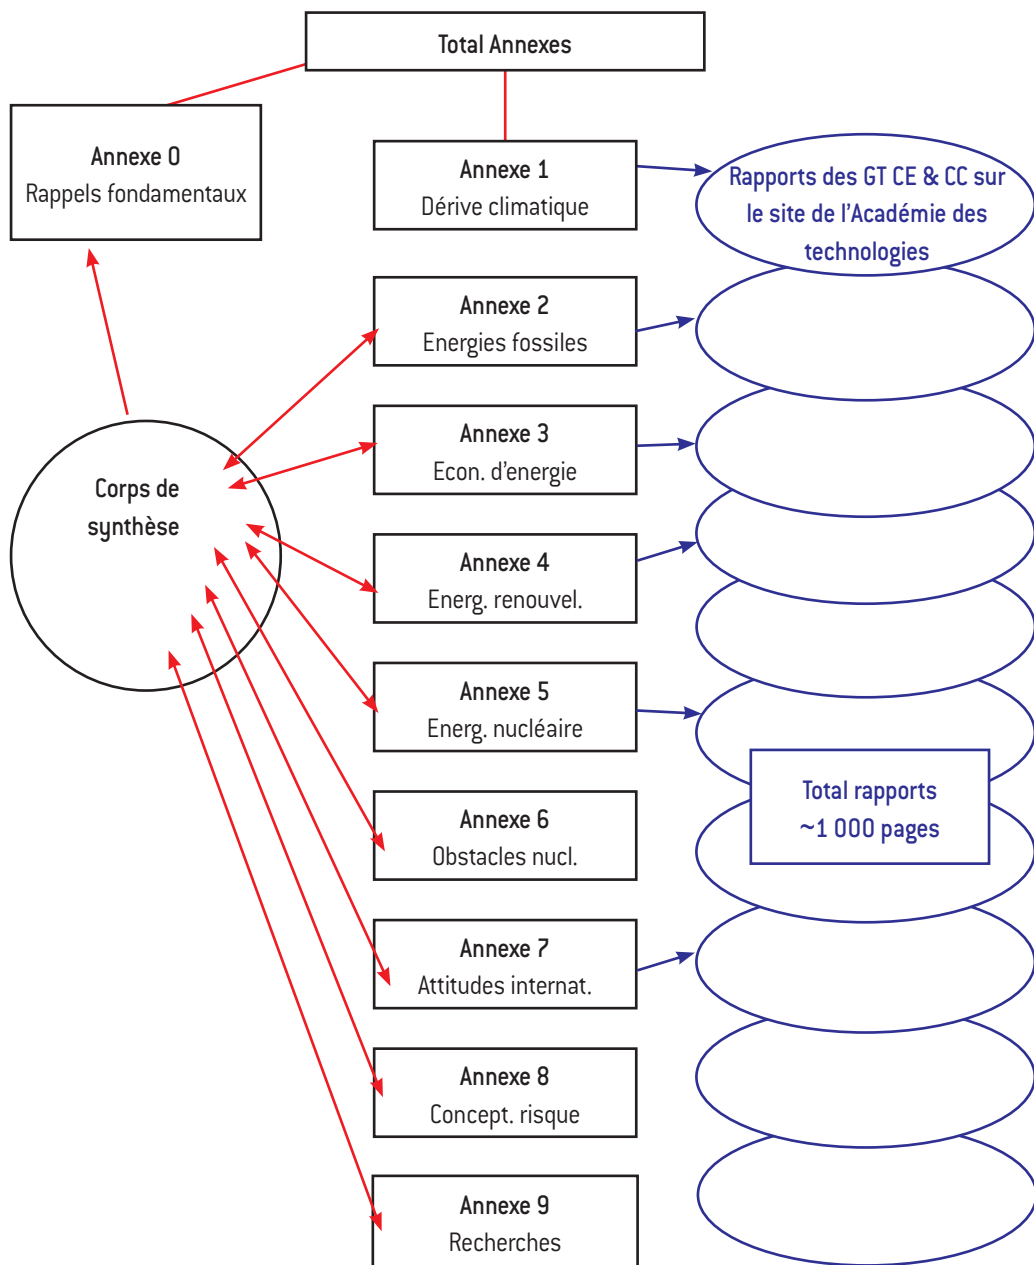 Total Annexes
Annexe 0
Rappels fondamentaux
Annexe 1
Dérive climatique
Rapports des GT CE & CC sur
le site de l'Académie des
technologies
Annexe 2
Energies fossiles
Annexe 3
Econ. d'energie
Corps de
synthèse
Annexe 4
Energ. renouvel.
Annexe 5
Energ. nucléaire
Total rapports
~1 000 pages
Annexe 6
Obstacles nucl.
Annexe 7
Attitudes internat.
Annexe 8
Concept. risque
Annexe 9
Recherches